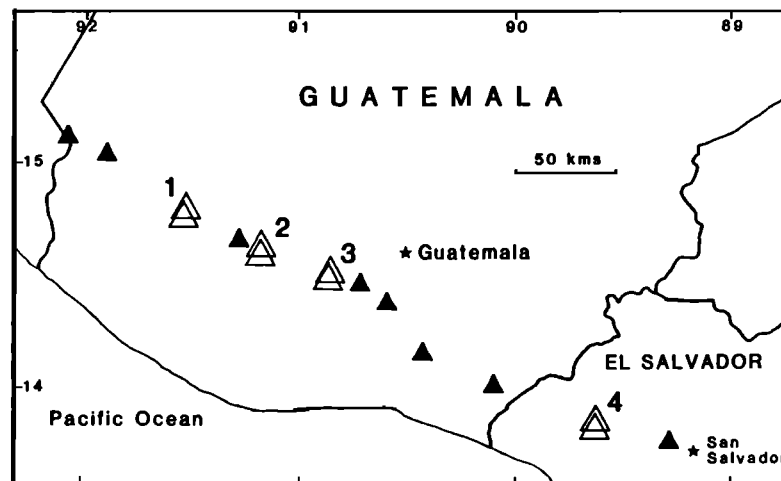 92 91 90 89
GUATEMALA
15
50 kms
1
2
3
Guatemala
EL SALVADOR
14
4
Pacific Ocean
San
Salvador